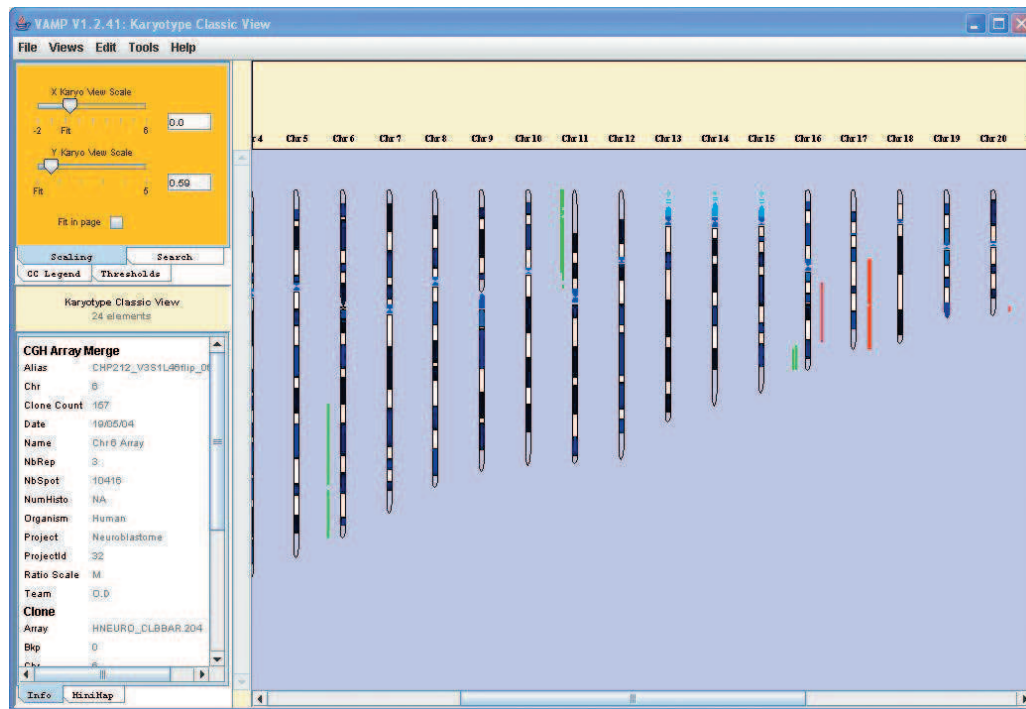 VAMP V1.2.41: Karyotype Classic View
File Views Edit Tools Help
X Karyo View Scale
0.0
-2 Fit 6
Y Karyo View Scale
0.59
Fit 5
Fit in page
Scaling Search
CC Legend Thresholds
Karyotype Classic View
24 elements
CGH Array Merge
Alias CHP212_V3S1L46flip_0
Chr 6
Clone Count 157
Date 19/05/04
Name Chr6 Array
NbRep 3
NbSpot 10416
NumHisto NA
Organism Human
Project Neuroblastome
ProjectId 32
Ratio Scale M
Team O.D
Clone
Array HNEURO_CLBBAR.204
Bkp 0
Chr 6
Info MiniMap
r 4 Chr 5 Chr 6 Chr 7 Chr 8 Chr 9 Chr 10 Chr 11 Chr 12 Chr 13 Chr 14 Chr 15 Chr 16 Chr 17 Chr 18 Chr 19 Chr 20